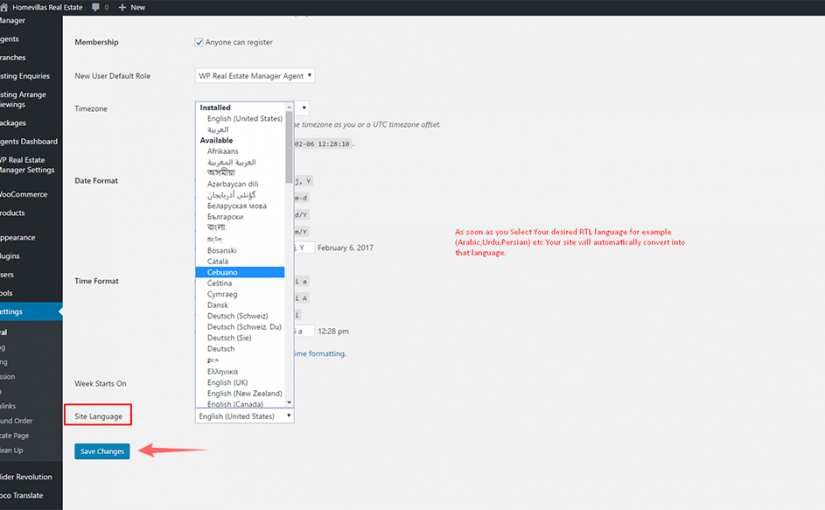 Homevillas Real Estate 0 + New
Membership
Anyone can register
New User Default Role
WP Real Estate Manager Agent
Timezone
Installed
English (United States)
العربية
ne timezone as you or a UTC timezone offset.
Available
02-06 12:28:10.
Afrikaans
العربية المغربية
অসমীয়া
Date Format
j, Y
Azərbaycan dili
گؤنئی آذربایجان
m-d
Беларуская мова
d/Y
Български
বাংলা
m/Y
As soon as you Select Your desired RTL language for example
(Arabic,Urdu,Persian) etc Your site will automatically convert into
that language.
Bosanski
j, Y February 6, 2017
Català
Cebuano
Time Format
Čeština
i a
Cymraeg
i A
Dansk
Deutsch (Schweiz)
i
Deutsch (Schweiz, Du)
i a 12:28 pm
Deutsch (Sie)
Deutsch
ime formatting.
Ελληνικά
English (UK)
Week Starts On
English (New Zealand)
English (Canada)
Site Language
English (United States)
Save Changes
anager
gents
ranches
sting Enquiries
sting Arrange
iewings
ackages
gents Dashboard
WP Real Estate
Manager Settings
WooCommerce
roducts
ppearance
lugins
sers
ools
ettings
ral
ng
ng
ssion
a
alinks
und Order
cate Page
lean Up
lider Revolution
oco Translate